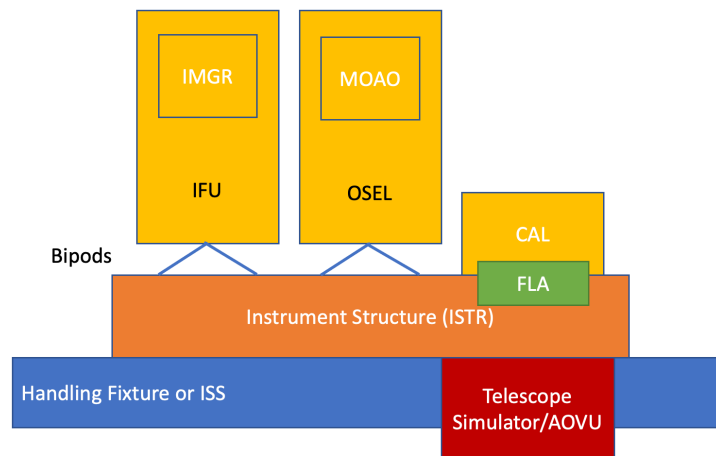 IMGR
MOAO
IFU
OSEL
CAL
Bipods
FLA
Instrument Structure (ISTR)
Handling Fixture or ISS
Telescope
Simulator/AOVU